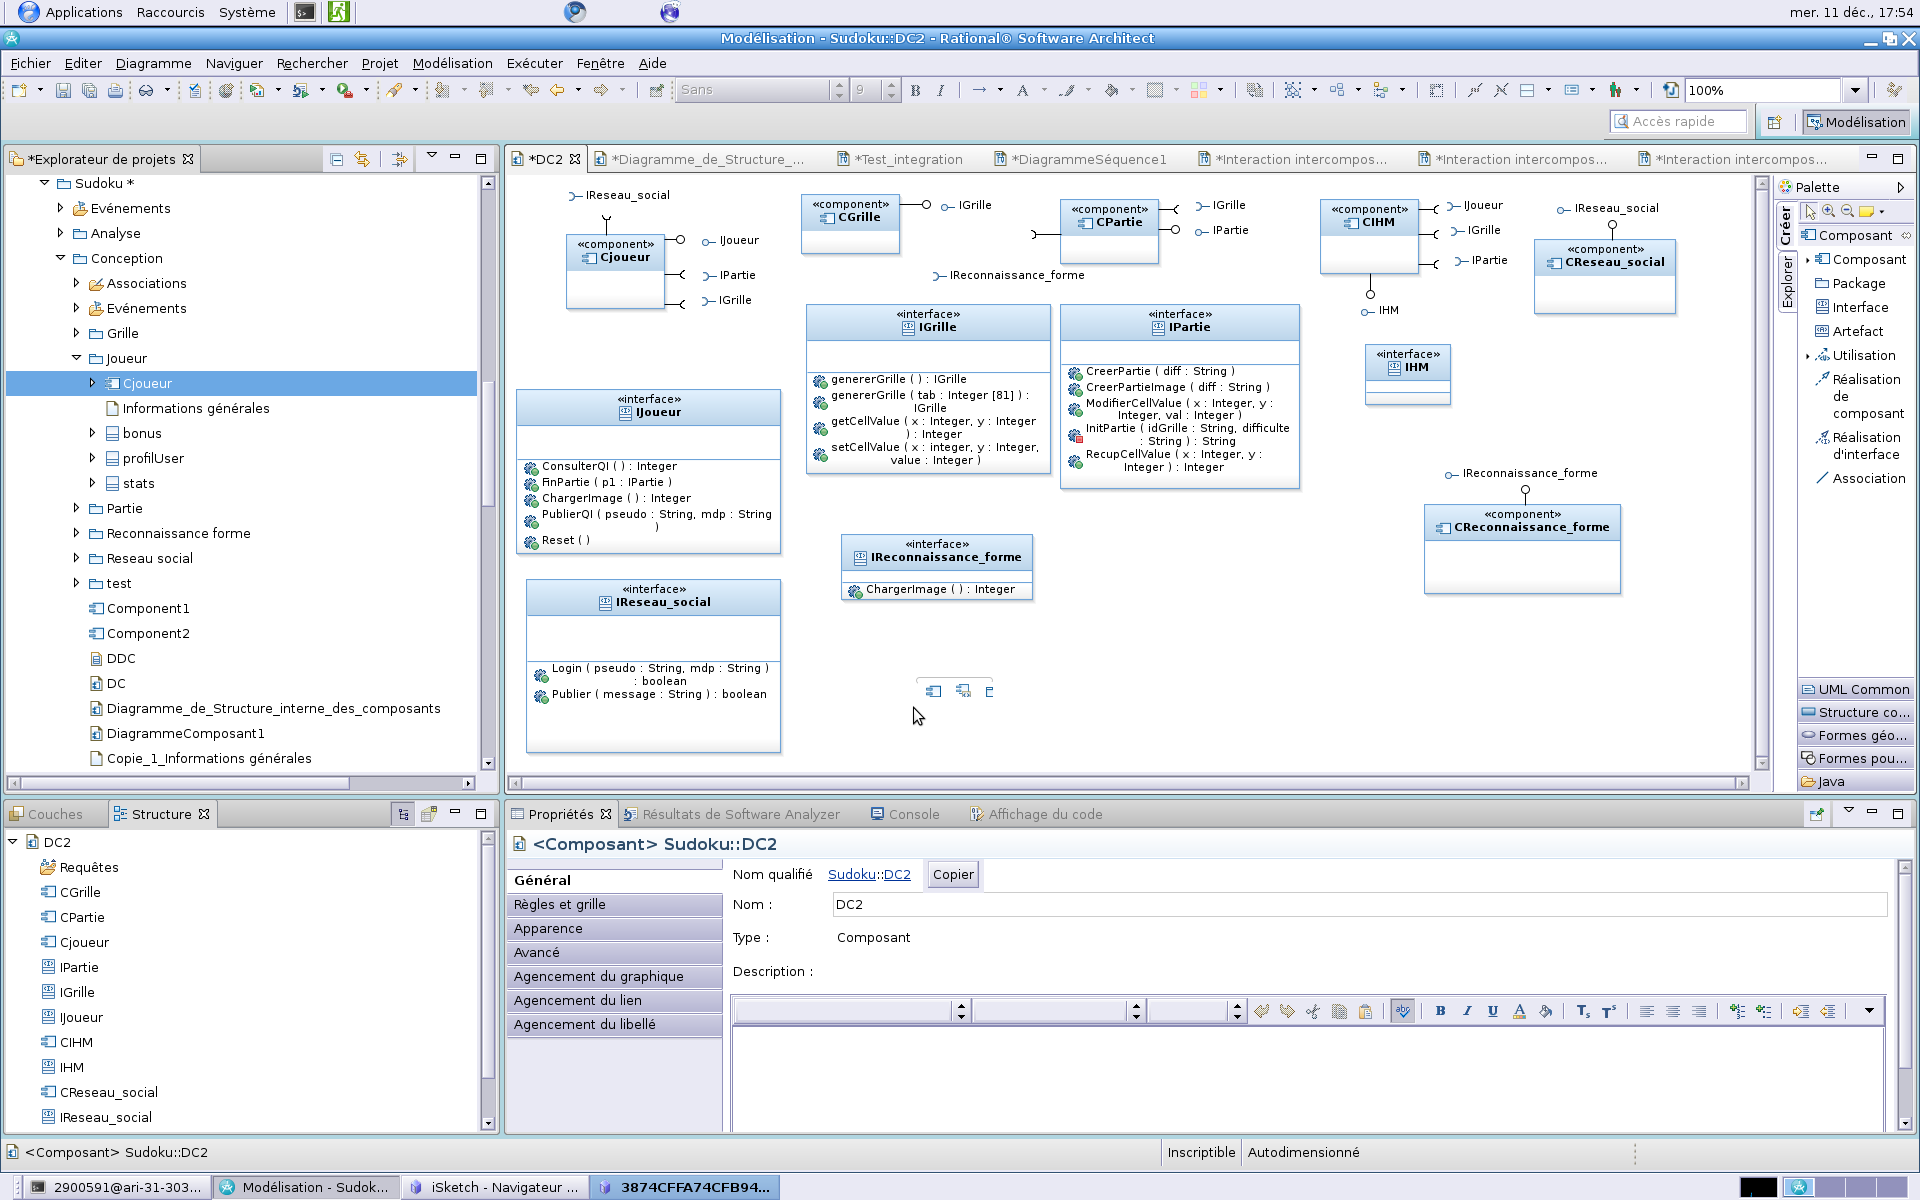 Applications Raccourcis Système
mer. 11 déc., 17:54
Modélisation - Sudoku::DC2 - Rational® Software Architect
Fichier Editer Diagramme Naviguer Rechercher Projet Modélisation Exécuter Fenêtre Aide
Sans 9 B I A 100%
Accès rapide Modélisation
*Explorateur de projets
Sudoku *
Evénements
Analyse
Conception
Associations
Evénements
Grille
Joueur
Cjoueur
Informations générales
bonus
profilUser
stats
Partie
Reconnaissance forme
Reseau social
test
Component1
Component2
DDC
DC
Diagramme_de_Structure_interne_des_composants
DiagrammeComposant1
Copie_1_Informations générales
*DC2 *Diagramme_de_Structure_... *Test_integration *DiagrammeSéquence1 *Interaction intercompos... *Interaction intercompos... *Interaction intercompos...
IReseau_social
«component»
Cjoueur
IJoueur
IPartie
IGrille
«component»
CGrille
IGrille
«component»
CPartie
IGrille
IPartie
IReconnaissance_forme
«component»
CIHM
IJoueur
IGrille
IPartie
IHM
IReseau_social
«component»
CReseau_social
«interface»
IGrille
genererGrille ( ) : IGrille
genererGrille ( tab : Integer [81] ) :
IGrille
getCellValue ( x : Integer, y : Integer
) : Integer
setCellValue ( x : integer, y : Integer,
value : Integer )
«interface»
IPartie
CreerPartie ( diff : String )
CreerPartieImage ( diff : String )
ModifierCellValue ( x : Integer, y :
Integer, val : Integer )
InitPartie ( idGrille : String, difficulte
: String ) : String
RecupCellValue ( x : Integer, y :
Integer ) : Integer
«interface»
IHM
«interface»
IJoueur
ConsulterQI ( ) : Integer
FinPartie ( p1 : IPartie )
ChargerImage ( ) : Integer
PublierQI ( pseudo : String, mdp : String
)
Reset ( )
IReconnaissance_forme
«component»
CReconnaissance_forme
«interface»
IReconnaissance_forme
ChargerImage ( ) : Integer
«interface»
IReseau_social
Login ( pseudo : String, mdp : String )
: boolean
Publier ( message : String ) : boolean
Palette
Créer
Explorer
Composant
Composant
Package
Interface
Artefact
Utilisation
Réalisation
de
composant
Réalisation
d'interface
Association
UML Common
Structure co...
Formes géo...
Formes pou...
Java
Couches Structure
DC2
Requêtes
CGrille
CPartie
Cjoueur
IPartie
IGrille
IJoueur
CIHM
IHM
CReseau_social
IReseau_social
Propriétés Résultats de Software Analyzer Console Affichage du code
<Composant> Sudoku::DC2
Général
Règles et grille
Apparence
Avancé
Agencement du graphique
Agencement du lien
Agencement du libellé
Nom qualifié Sudoku::DC2 Copier
Nom : DC2
Type : Composant
Description :
abc B I U A Ts Ts
<Composant> Sudoku::DC2 Inscriptible Autodimensionné
2900591@ari-31-303... Modélisation - Sudok... iSketch - Navigateur ... 3874CFFA74CFB94...